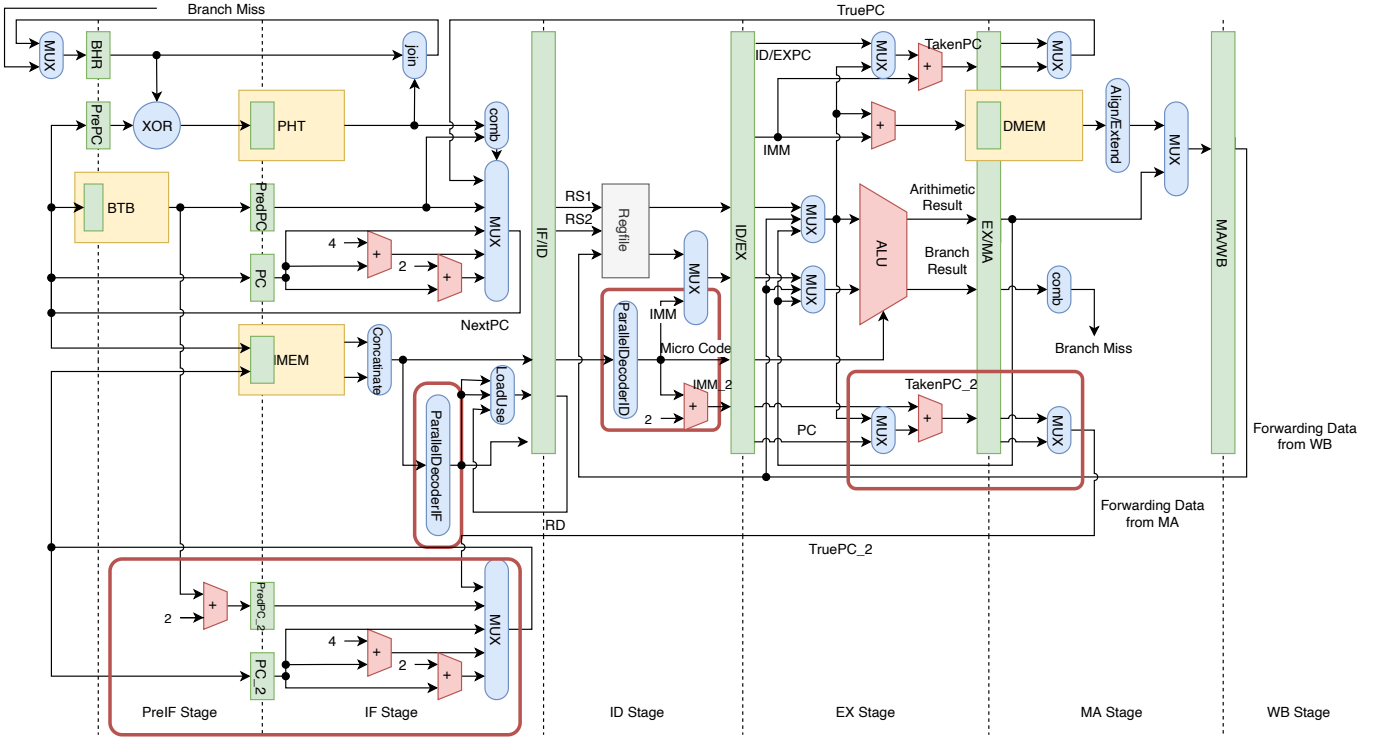 Branch Miss
TruePC
MUX
BHR
join
MUX
TakenPC
MUX
ID/EXPC
+
Align/Extend
PrePC
XOR
PHT
comb
+
DMEM
MUX
IMM
BTB
PredPC
MUX
IF/ID
RS1
RS2
Regfile
ID/EX
MUX
ALU
Arithmetic
Result
EX/MA
MA/WB
4
+
2
+
PC
MUX
MUX
Branch
Result
comb
NextPC
IMEM
Concatinate
ParallelDecoderID
IMM
Micro Code
Branch Miss
LoadUse
IMM_2
2
+
TakenPC_2
MUX
+
MUX
PC
ParallelDecoderIF
Forwarding Data
from WB
Forwarding Data
from MA
RD
TruePC_2
2
+
PredPC_2
MUX
4
+
2
+
PC_2
PreIF Stage
IF Stage
ID Stage
EX Stage
MA Stage
WB Stage